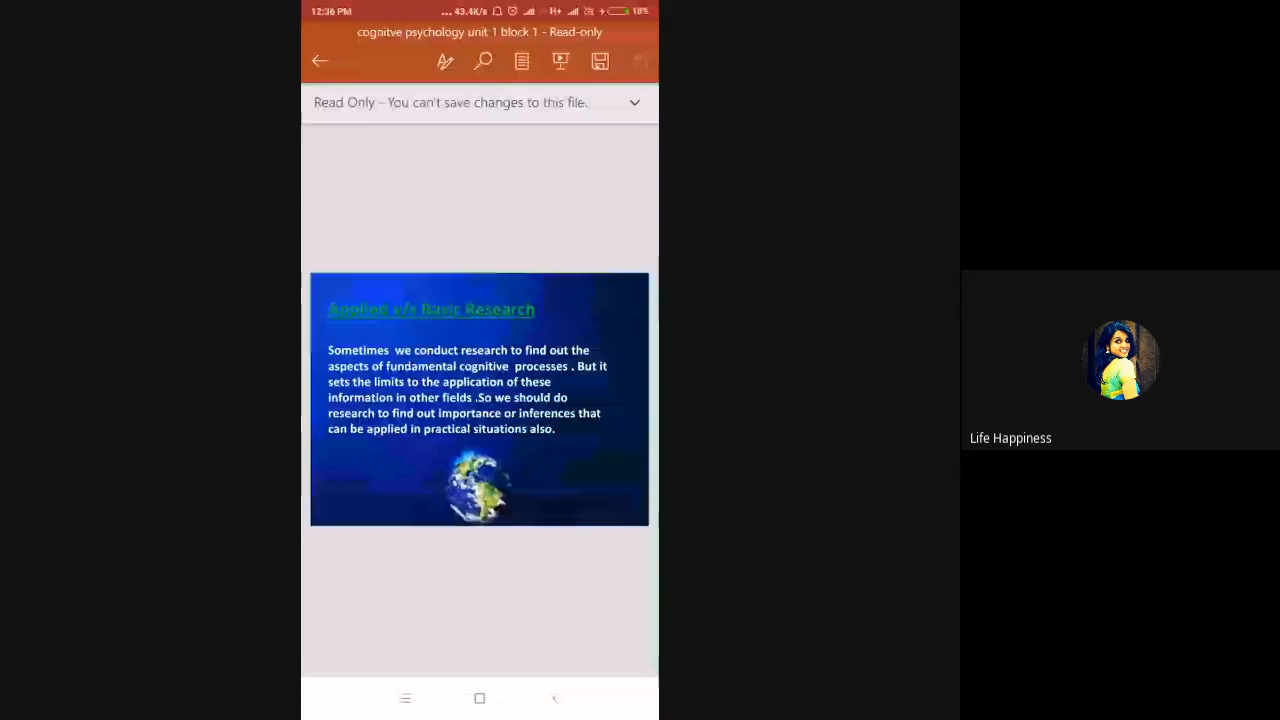 12:36 PM
... 43.4K/s
H+
18%
cognitve psychology unit 1 block 1 - Read-only
Read Only - You can't save changes to this file.
Applied v/s Basic Research
Sometimes we conduct research to find out the
aspects of fundamental cognitive processes . But it
sets the limits to the application of these
information in other fields .So we should do
research to find out importance or inferences that
can be applied in practical situations also.
Life Happiness